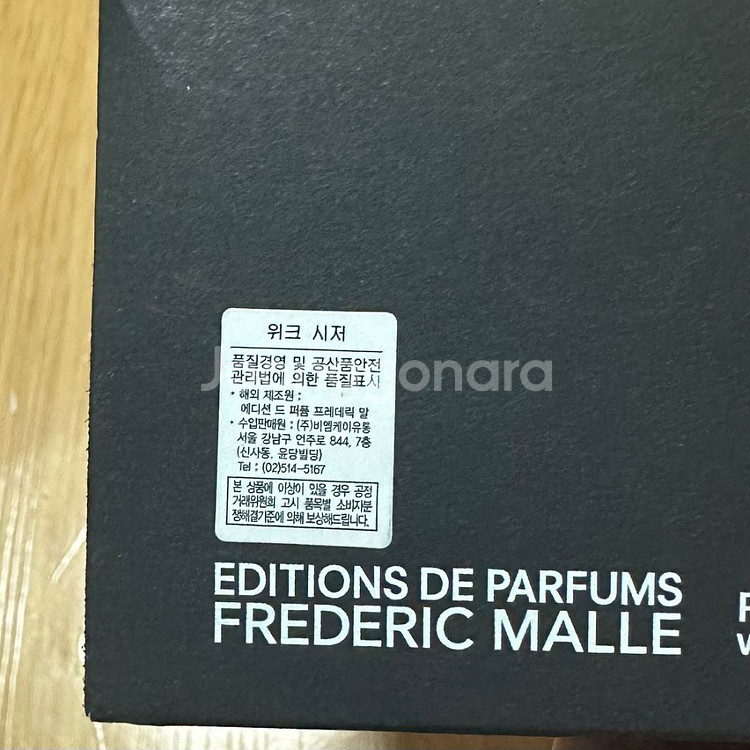 위크 시저
품질경영 및 공산품안전
관리법에 의한 품질표시
• 해외 제조원 :
에디션 드 퍼퓸 프레데릭 말
• 수입판매원 : (주)비엠케이유통
서울 강남구 언주로 844, 7층
(신사동, 윤당빌딩)
Tel : (02)514-5167
본 상품에 이상이 있을 경우 공정
거래위원회 고시 품목별 소비자분
쟁해결기준에 의해 보상해드립니다.
EDITIONS DE PARFUMS
FREDERIC MALLE